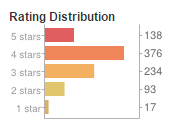 Rating Distribution
5 stars 138
4 stars 376
3 stars 234
2 stars 93
1 star 17